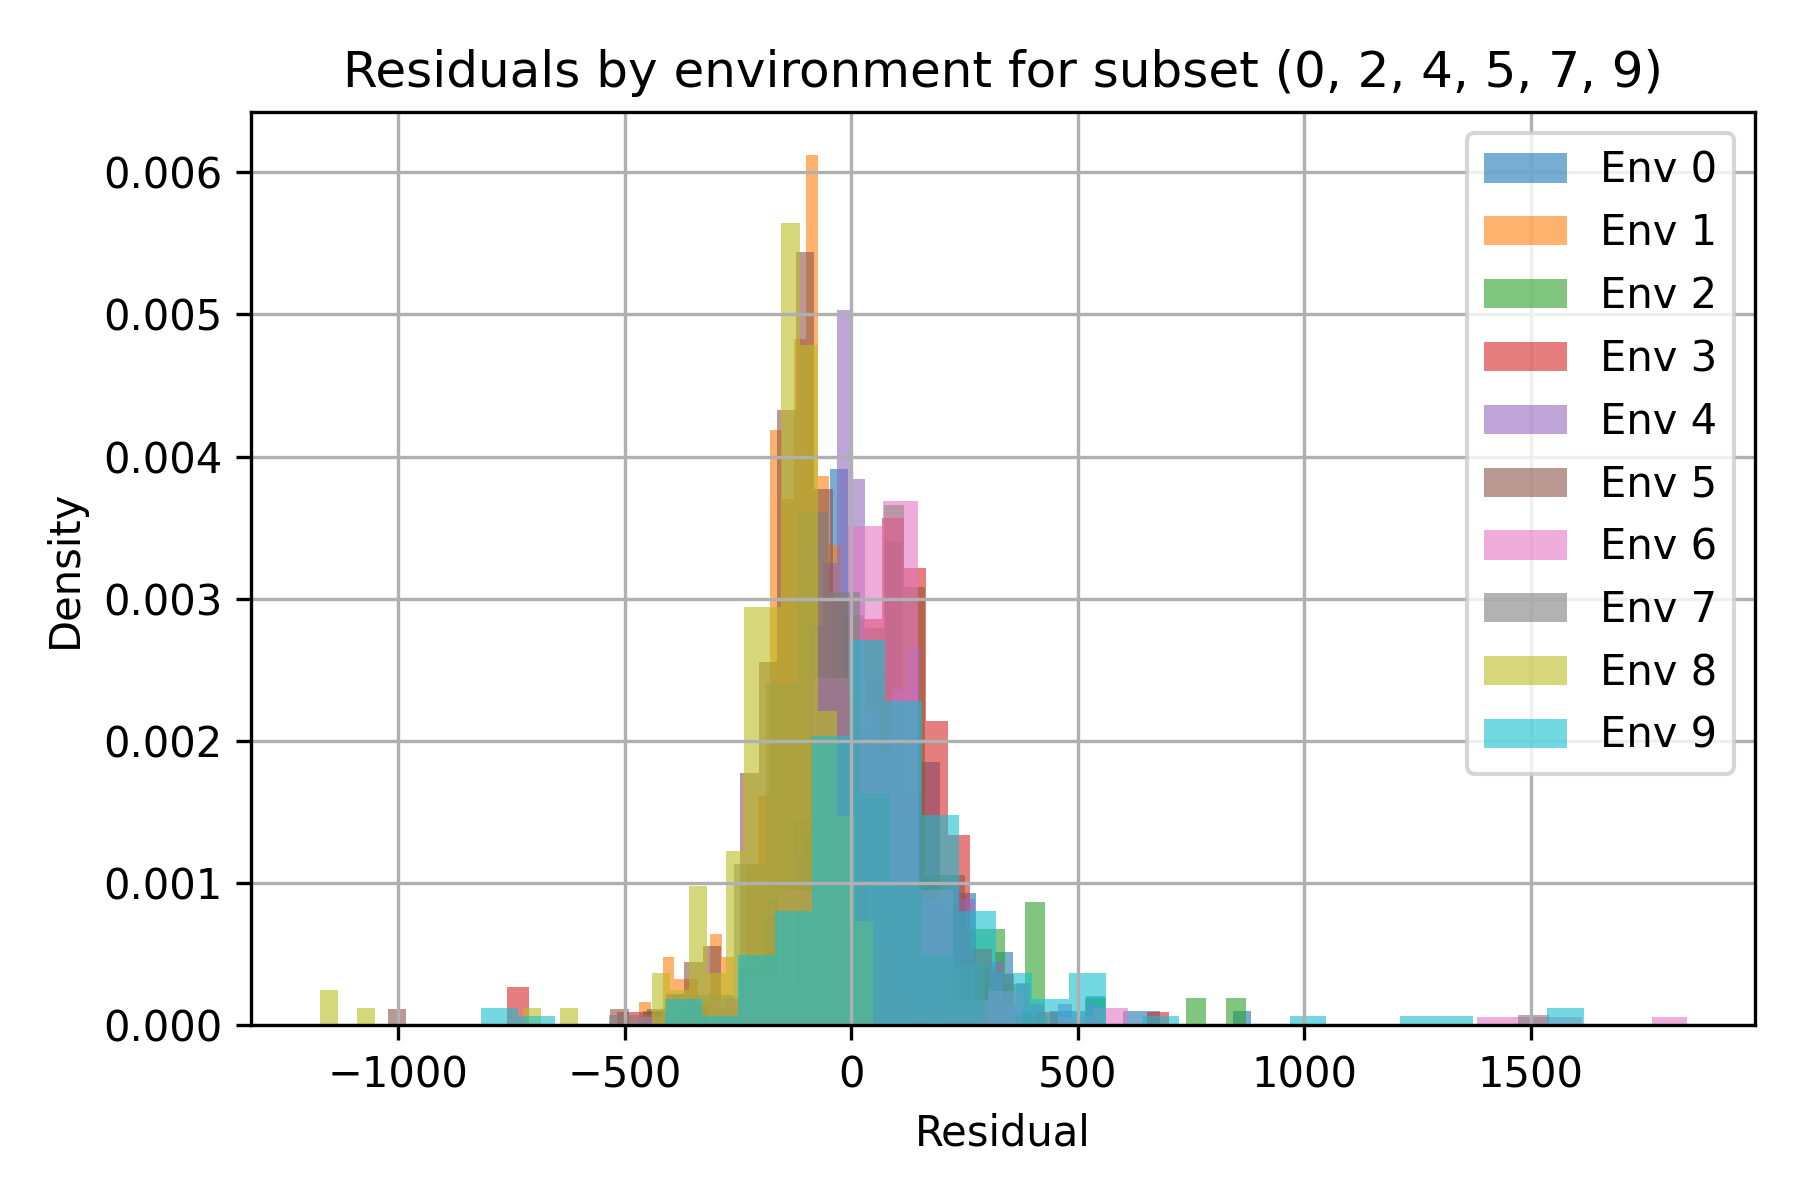 Residuals by environment for subset (0, 2, 4, 5, 7, 9)
0.006
0.005
0.004
0.003
0.002
0.001
0.000
Density
Env 0
Env 1
Env 2
Env 3
Env 4
Env 5
Env 6
Env 7
Env 8
Env 9
−1000 −500 0 500 1000 1500
Residual